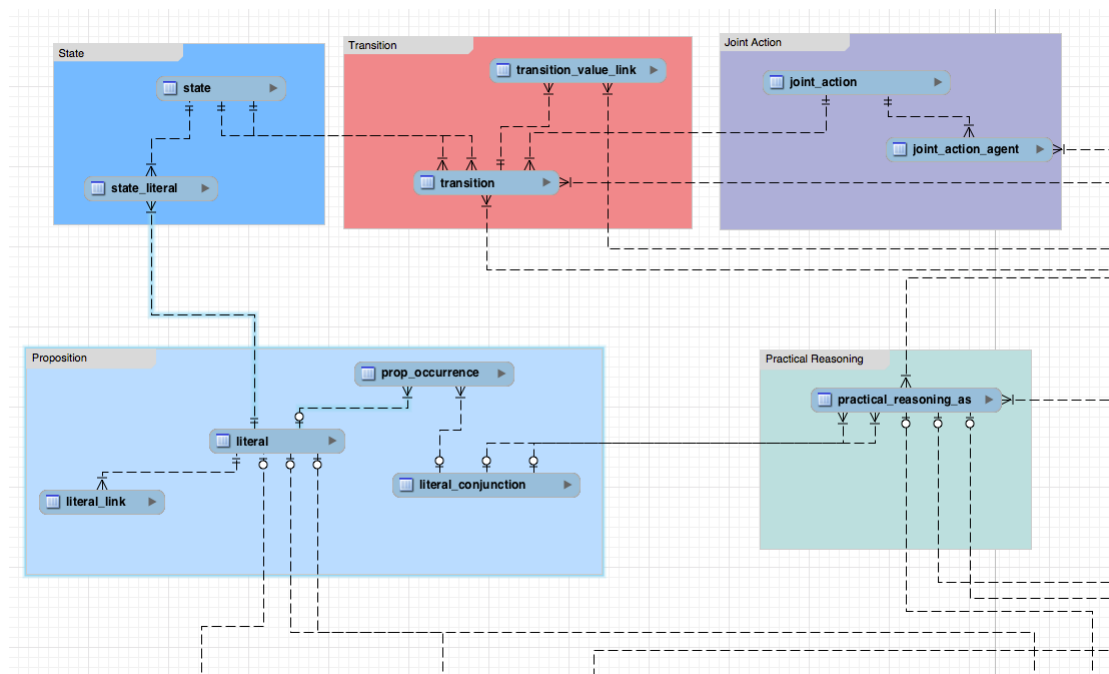 State
state
state_literal
Transition
transition_value_link
transition
Joint Action
joint_action
joint_action_agent
Proposition
prop_occurrence
literal
literal_conjunction
literal_link
Practical Reasoning
practical_reasoning_as